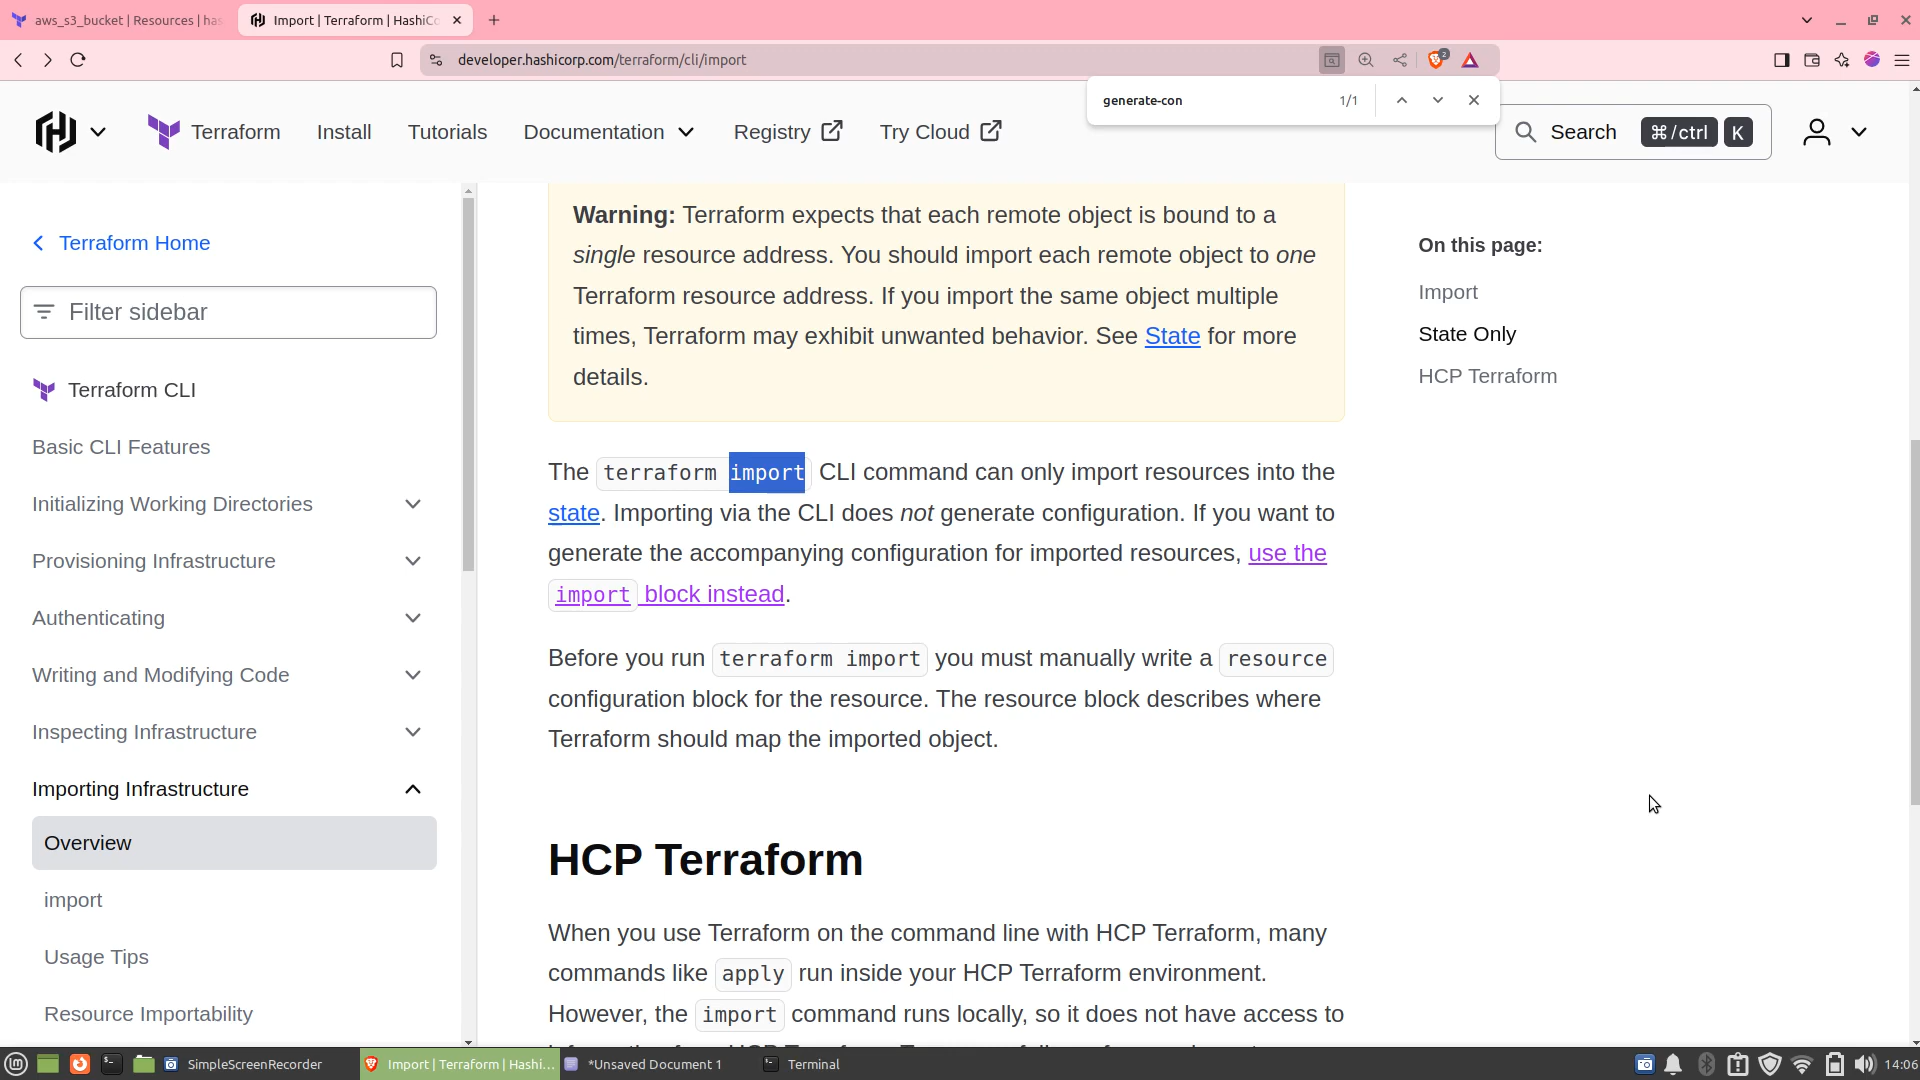 aws_s3_bucket | Resources | has
Import | Terraform | HashiCo
developer.hashicorp.com/terraform/cli/import
2
generate-con
1/1
Terraform
Install
Tutorials
Documentation
Registry
Try Cloud
Search
⌘/ctrl K
Terraform Home
Filter sidebar
Terraform CLI
Basic CLI Features
Initializing Working Directories
Provisioning Infrastructure
Authenticating
Writing and Modifying Code
Inspecting Infrastructure
Importing Infrastructure
Overview
import
Usage Tips
Resource Importability
Warning: Terraform expects that each remote object is bound to a
single resource address. You should import each remote object to one
Terraform resource address. If you import the same object multiple
times, Terraform may exhibit unwanted behavior. See State for more
details.
The terraform import CLI command can only import resources into the
state. Importing via the CLI does not generate configuration. If you want to
generate the accompanying configuration for imported resources, use the
import block instead.
Before you run terraform import you must manually write a resource
configuration block for the resource. The resource block describes where
Terraform should map the imported object.
HCP Terraform
When you use Terraform on the command line with HCP Terraform, many
commands like apply run inside your HCP Terraform environment.
However, the import command runs locally, so it does not have access to
On this page:
Import
State Only
HCP Terraform
SimpleScreenRecorder
Import | Terraform | Hashi...
*Unsaved Document 1
Terminal
14:06